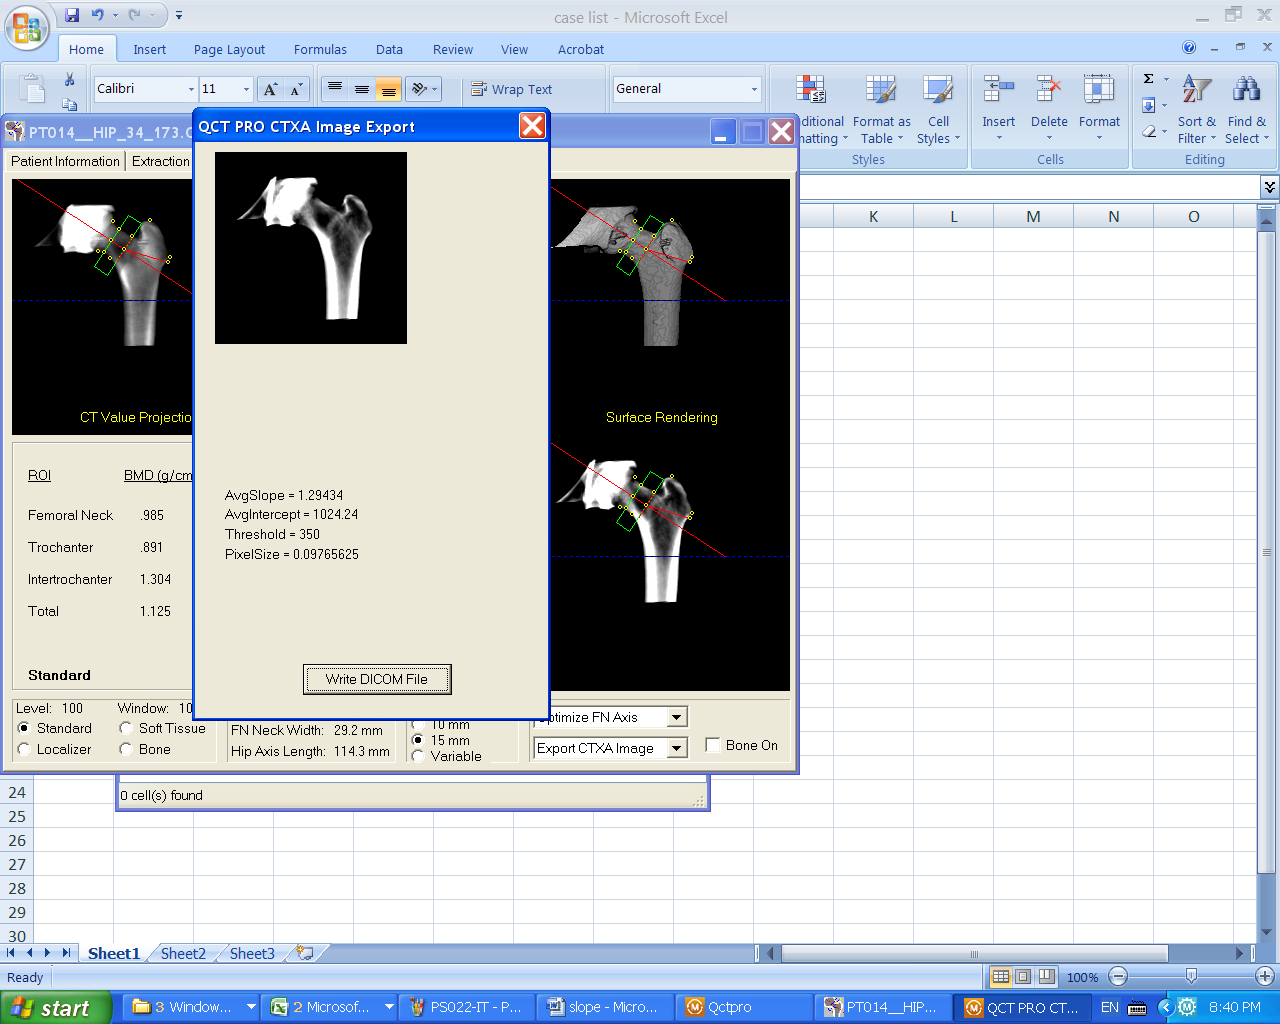 case list - Microsoft Excel
Home Insert Page Layout Formulas Data Review View Acrobat
Calibri 11 A A Wrap Text General
ditional Format as Cell Insert Delete Format Sort & Find &
matting Table Styles Filter Select
Styles Cells Editing
PT014__HIP_34_173.
QCT PRO CTXA Image Export
Patient Information Extraction
K L M N O
CT Value Projectio
Surface Rendering
ROI BMD (g/cm
Femoral Neck .985
Trochanter .891
Intertrochanter 1.304
Total 1.125
Standard
AvgSlope = 1.29434
AvgIntercept = 1024.24
Threshold = 350
PixelSize = 0.09765625
Write DICOM File
Level: 100 Window: 10
Standard Soft Tissue
Localizer Bone
FN Neck Width: 29.2 mm
Hip Axis Length: 114.3 mm
10 mm
15 mm
Variable
ptimize FN Axis
Export CTXA Image Bone On
0 cell(s) found
24
25
26
27
28
29
30
Sheet1 Sheet2 Sheet3
Ready 100%
start 3 Window... 2 Microsof... PS022-IT - P... slope - Micro... Qctpro PT014__HIP... QCT PRO CT... EN 8:40 PM